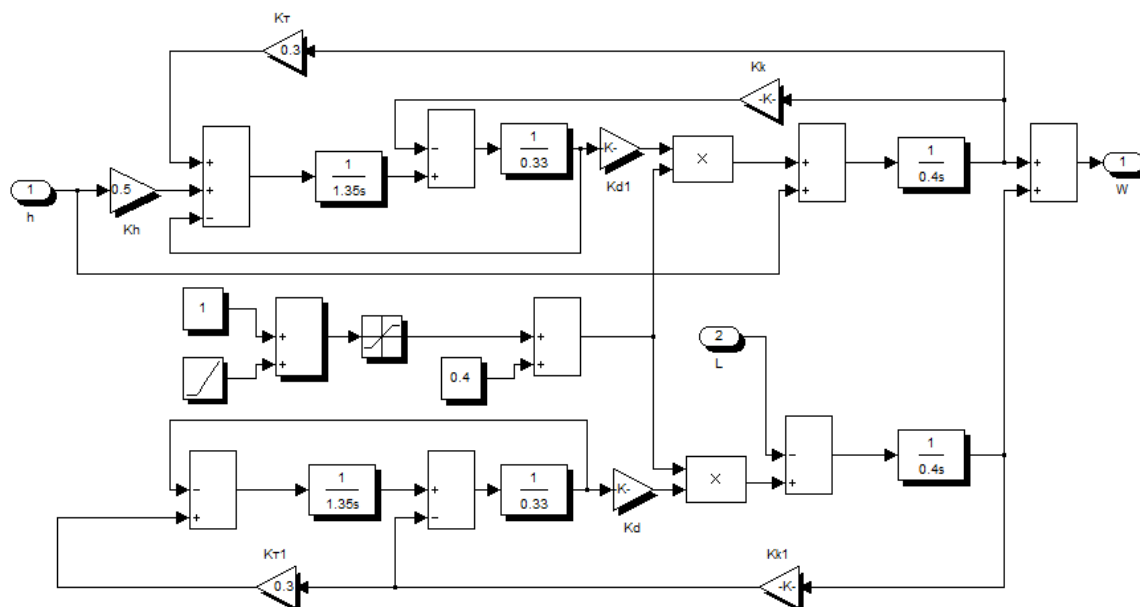 Kт
0.3
Kk
-K-
+
+
−
1
1.35s
−
+
1
0.33
K-
Kd1
×
+
+
1
0.4s
+
+
1
W
1
h
0.5
Kh
1
+
+
0.4
+
+
2
L
−
+
1
0.4s
−
+
1
1.35s
+
−
1
0.33
K-
Kd
×
Kт1
0.3
Kk1
-K-